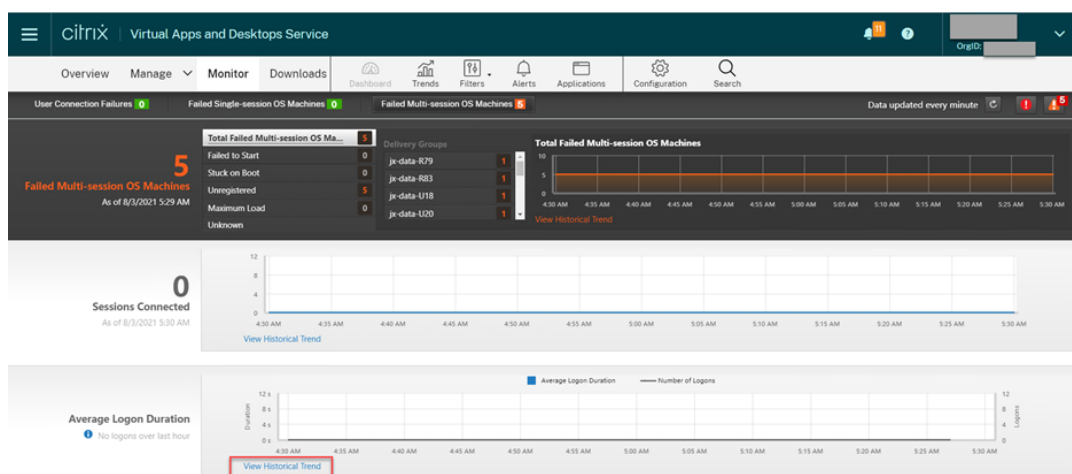 citrix | Virtual Apps and Desktops Service
11
OrgID:
Overview Manage Monitor Downloads Dashboard Trends Filters Alerts Applications Configuration Search
User Connection Failures 0 Failed Single-session OS Machines 0 Failed Multi-session OS Machines 5 Data updated every minute 5
5
Failed Multi-session OS Machines
As of 8/3/2021 5:29 AM
Total Failed Multi-session OS Ma... 5
Failed to Start 0
Stuck on Boot 0
Unregistered 5
Maximum Load 0
Unknown
Delivery Groups
jx-data-R79 1
jx-data-R83 1
jx-data-U18 1
jx-data-U20 1
Total Failed Multi-session OS Machines
10
5
0
4:30 AM 4:35 AM 4:40 AM 4:45 AM 4:50 AM 4:55 AM 5:00 AM 5:05 AM 5:10 AM 5:15 AM 5:20 AM 5:25 AM 5:30 AM
View Historical Trend
0
Sessions Connected
As of 8/3/2021 5:30 AM
12
8
4
0
4:30 AM 4:35 AM 4:40 AM 4:45 AM 4:50 AM 4:55 AM 5:00 AM 5:05 AM 5:10 AM 5:15 AM 5:20 AM 5:25 AM 5:30 AM
View Historical Trend
Average Logon Duration
No logons over last hour
Average Logon Duration Number of Logons
Duration
12 s
8 s
4 s
0 s
12
8
4
0
Logons
4:30 AM 4:35 AM 4:40 AM 4:45 AM 4:50 AM 4:55 AM 5:00 AM 5:05 AM 5:10 AM 5:15 AM 5:20 AM 5:25 AM 5:30 AM
View Historical Trend